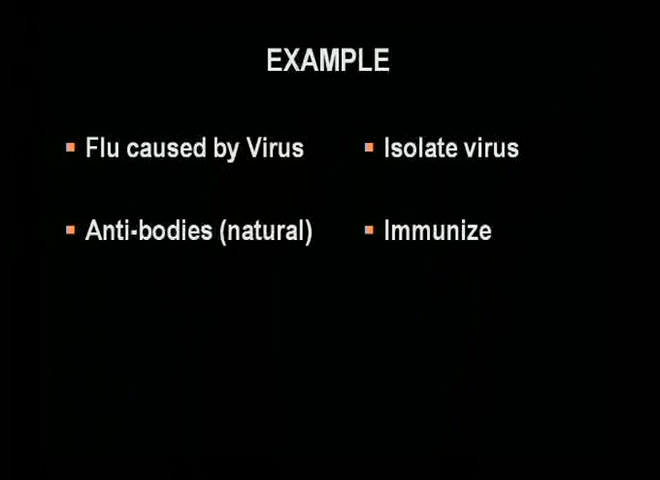 EXAMPLE
Flu caused by Virus
Isolate virus
Anti-bodies (natural)
Immunize